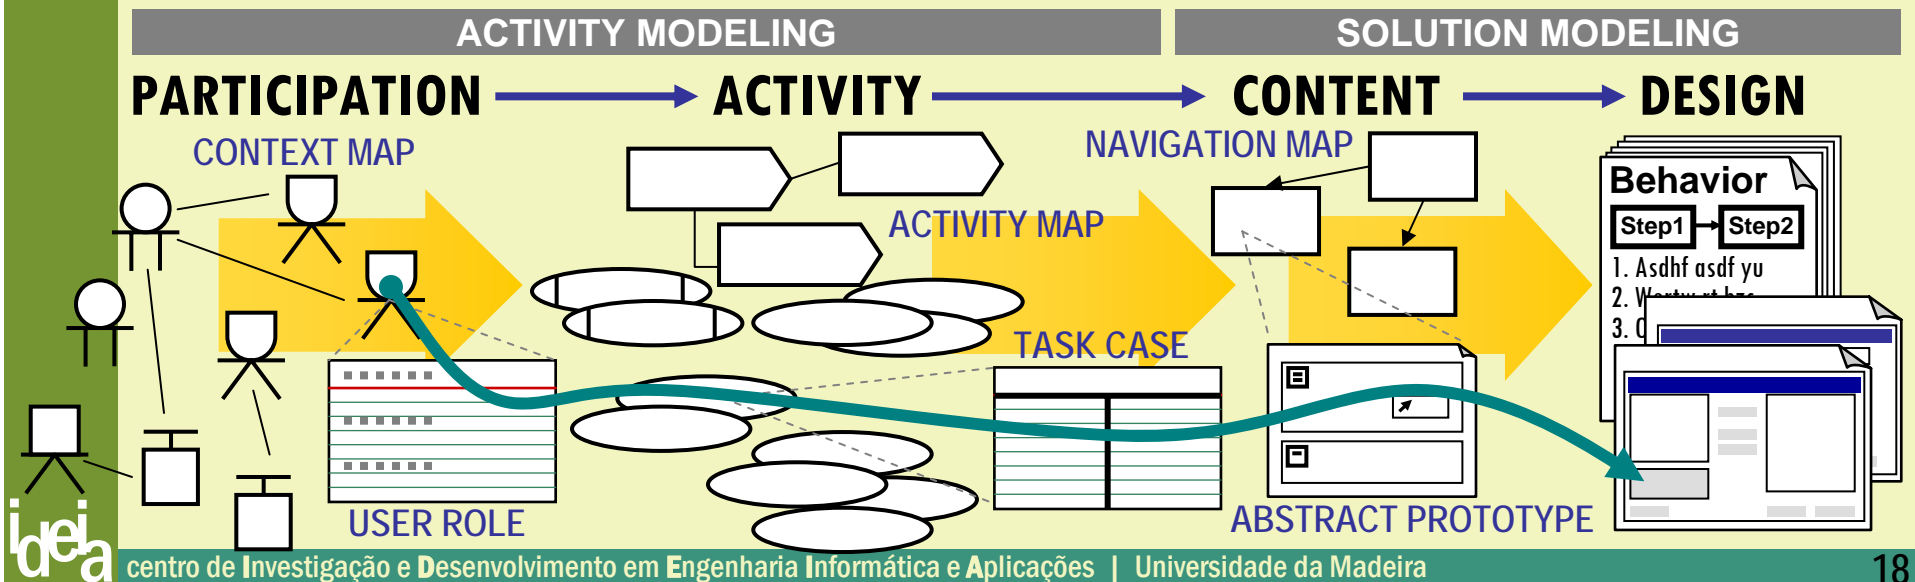 ACTIVITY MODELING
SOLUTION MODELING
PARTICIPATION
ACTIVITY
CONTENT
DESIGN
CONTEXT MAP
NAVIGATION MAP
ACTIVITY MAP
TASK CASE
USER ROLE
ABSTRACT PROTOTYPE
Behavior
Step1
Step2
1. Asdhf asdf yu
2.
3.
ideia
centro de Investigação e Desenvolvimento em Engenharia Informática e Aplicações | Universidade da Madeira
18